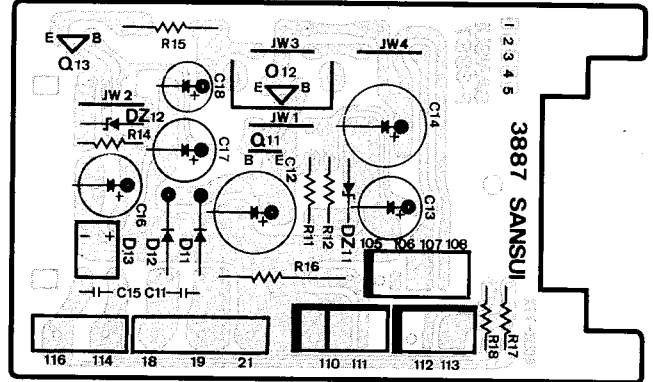 E B
Q13
R15
JW3
JW4
1 2 3 4 5
C18
Q12
E B
JW2
DZ12
R14
JW1
C14
C17
Q11
B E
C12
3887 SANSUI
C16
R11
R12
DZ11
C13
- +
D13
D12
D11
105 106 107 108
R16
C15 C11
R18
R17
116 114 18 19 21 110 111 112 113